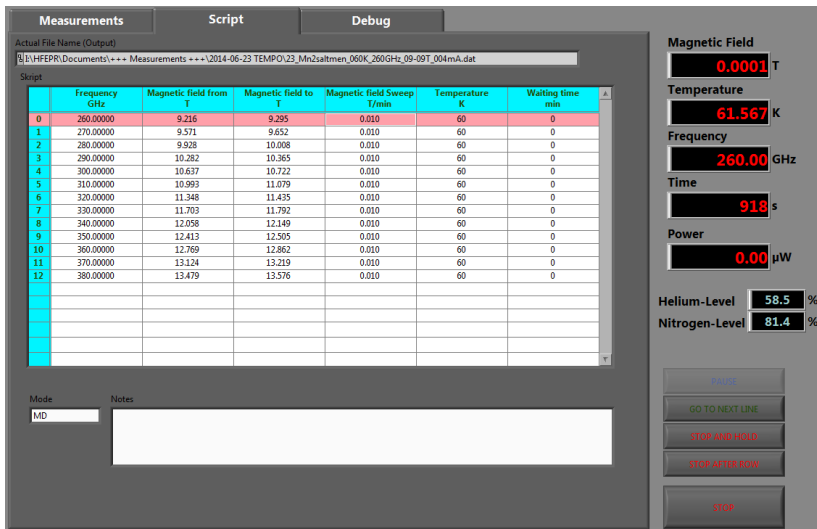 Measurements Script Debug
Actual File Name (Output)
I:\HFEPR\Documents\+++ Measurements +++\2014-06-23 TEMPO\23_Mn2saltmen_060K_260GHz_09-09T_004mA.dat
Skript
Frequency Magnetic field from Magnetic field to Magnetic field Sweep Temperature Waiting time
GHz T T T/min K min
0 260.00000 9.216 9.295 0.010 60 0
1 270.00000 9.571 9.652 0.010 60 0
2 280.00000 9.928 10.008 0.010 60 0
3 290.00000 10.282 10.365 0.010 60 0
4 300.00000 10.637 10.722 0.010 60 0
5 310.00000 10.993 11.079 0.010 60 0
6 320.00000 11.348 11.435 0.010 60 0
7 330.00000 11.703 11.792 0.010 60 0
8 340.00000 12.058 12.149 0.010 60 0
9 350.00000 12.413 12.505 0.010 60 0
10 360.00000 12.769 12.862 0.010 60 0
11 370.00000 13.124 13.219 0.010 60 0
12 380.00000 13.479 13.576 0.010 60 0
Mode Notes
MD
Magnetic Field
0.0001 T
Temperature
61.567 K
Frequency
260.00 GHz
Time
918 s
Power
0.00 µW
Helium-Level 58.5 %
Nitrogen-Level 81.4 %
PAUSE
GO TO NEXT LINE
STOP AND HOLD
STOP AFTER ROW
STOP